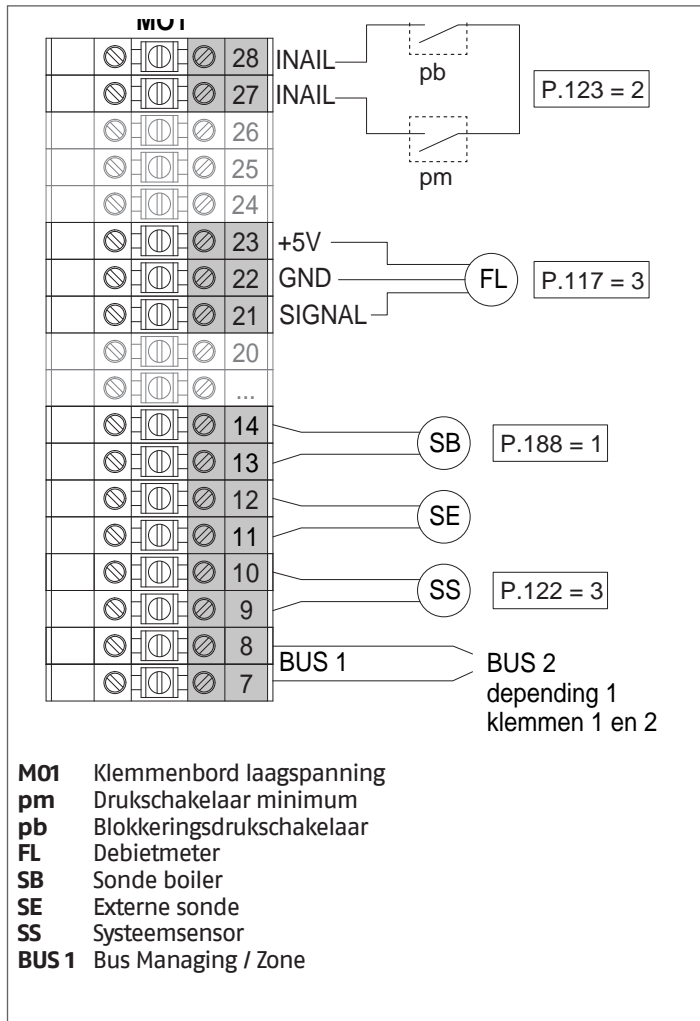 M01
28 INAIL
pb
27 INAIL
P.123 = 2
26
pm
25
24
23 +5V
22 GND
FL
P.117 = 3
21 SIGNAL
20
...
14
SB
P.188 = 1
13
12
SE
11
10
SS
P.122 = 3
9
8
BUS 1
BUS 2
7
depending 1
klemmen 1 en 2
M01 Klemmenbord laagspanning
pm Drukschakelaar minimum
pb Blokkeringsdrukschakelaar
FL Debietmeter
SB Sonde boiler
SE Externe sonde
SS Systeemsensor
BUS 1 Bus Managing / Zone